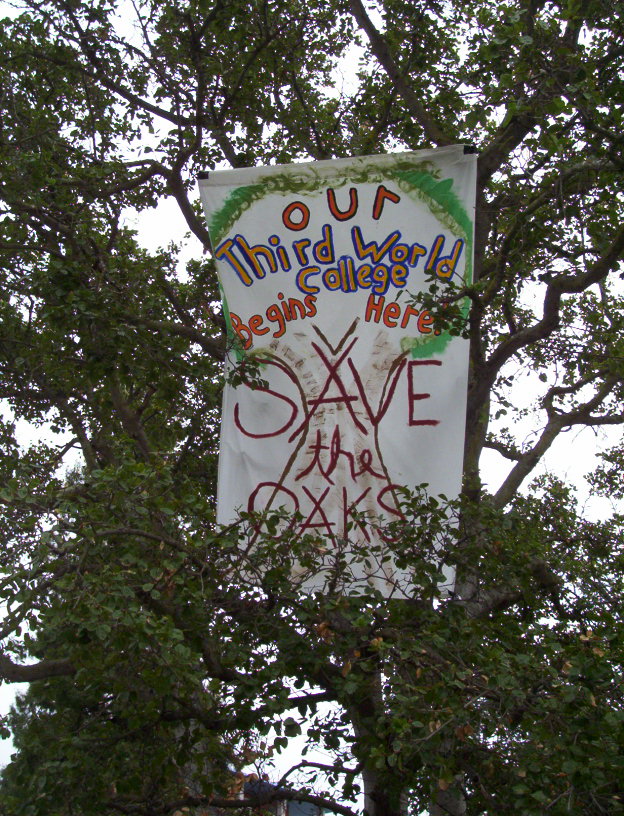 our
Third World
College
Begins Here!
SAVE
the
OAKS